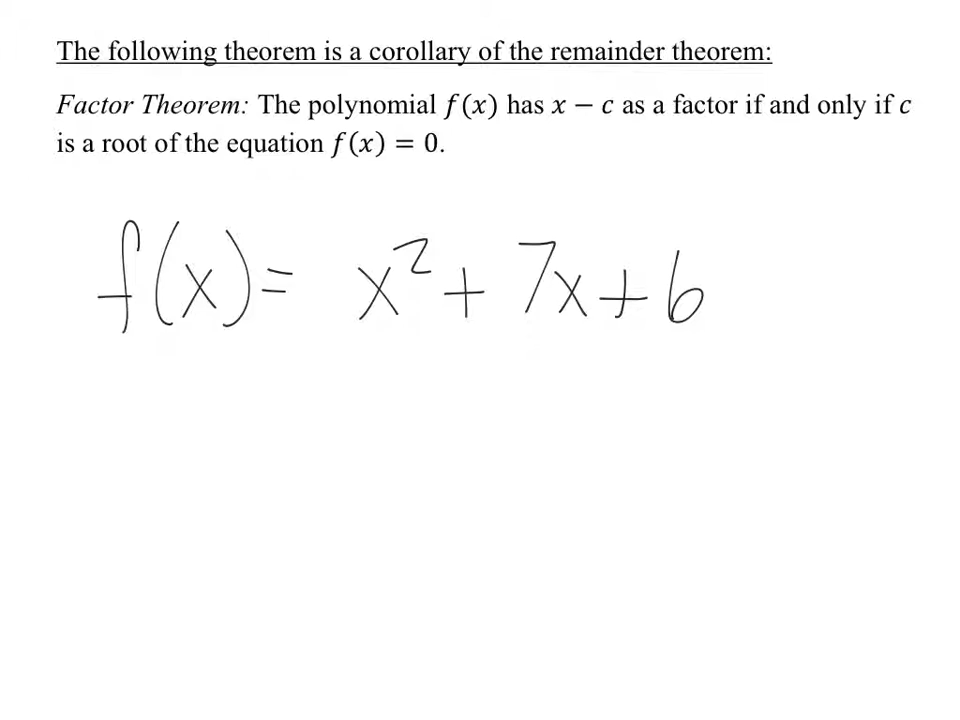 The following theorem is a corollary of the remainder theorem:
Factor Theorem: The polynomial f(x) has x − c as a factor if and only if c
is a root of the equation f(x) = 0.
f(x) = x² + 7x + 6